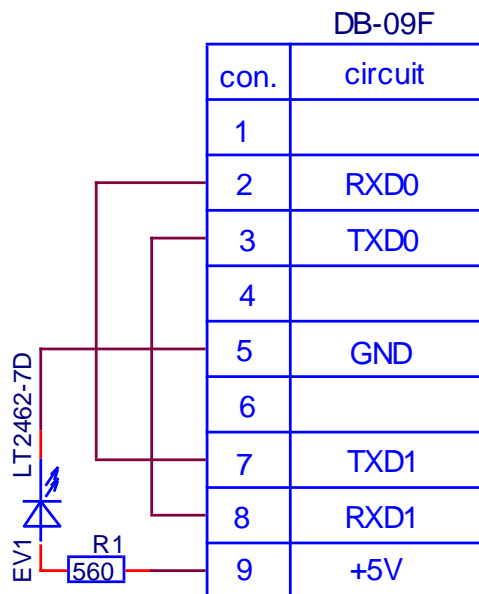 DB-09F
con. circuit
1
2 RXD0
3 TXD0
4
5 GND
6
7 TXD1
8 RXD1
9 +5V
LT2462-7D
EV1
R1
560